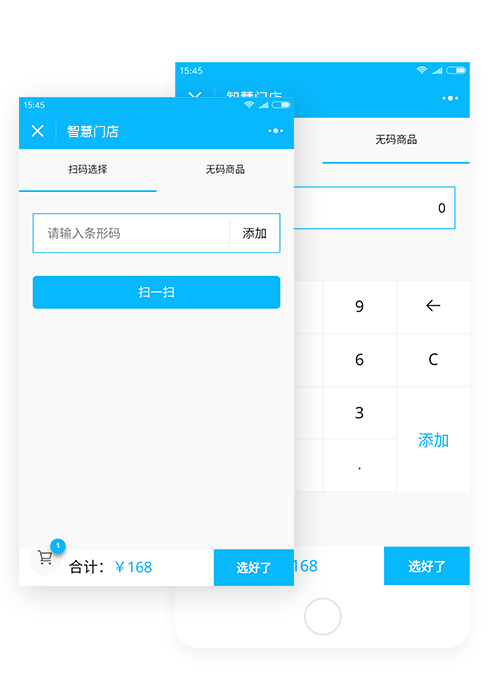 15:45
智慧门店
扫码选择
无码商品
请输入条形码
添加
扫一扫
1
合计：￥168
选好了
15:45
智慧门店
无码商品
0
9
←
6
C
3
添加
.
168
选好了